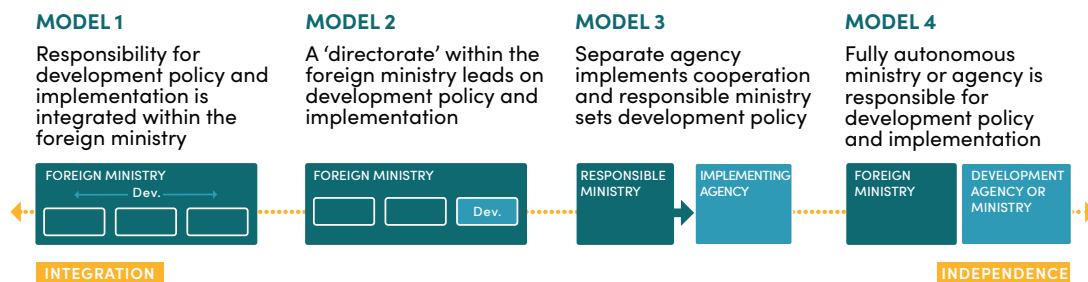 MODEL 1
Responsibility for
development policy and
implementation is
integrated within the
foreign ministry
FOREIGN MINISTRY
Dev.
MODEL 2
A ‘directorate’ within the
foreign ministry leads on
development policy and
implementation
FOREIGN MINISTRY
Dev.
MODEL 3
Separate agency
implements cooperation
and responsible ministry
sets development policy
RESPONSIBLE
MINISTRY
IMPLEMENTING
AGENCY
MODEL 4
Fully autonomous
ministry or agency is
responsible for
development policy
and implementation
FOREIGN
MINISTRY
DEVELOPMENT
AGENCY OR
MINISTRY
INTEGRATION
INDEPENDENCE